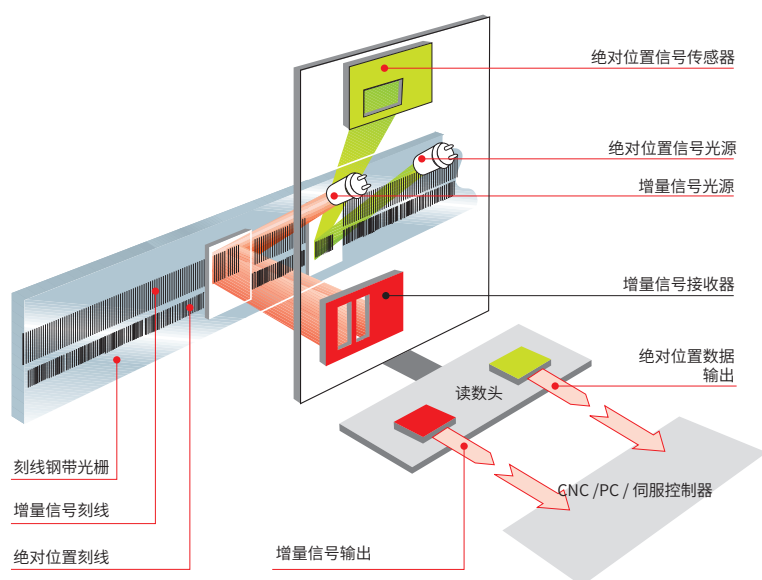 绝对位置信号传感器
绝对位置信号光源
增量信号光源
增量信号接收器
绝对位置数据
输出
读数头
CNC /PC / 伺服控制器
刻线钢带光栅
增量信号刻线
绝对位置刻线
增量信号输出